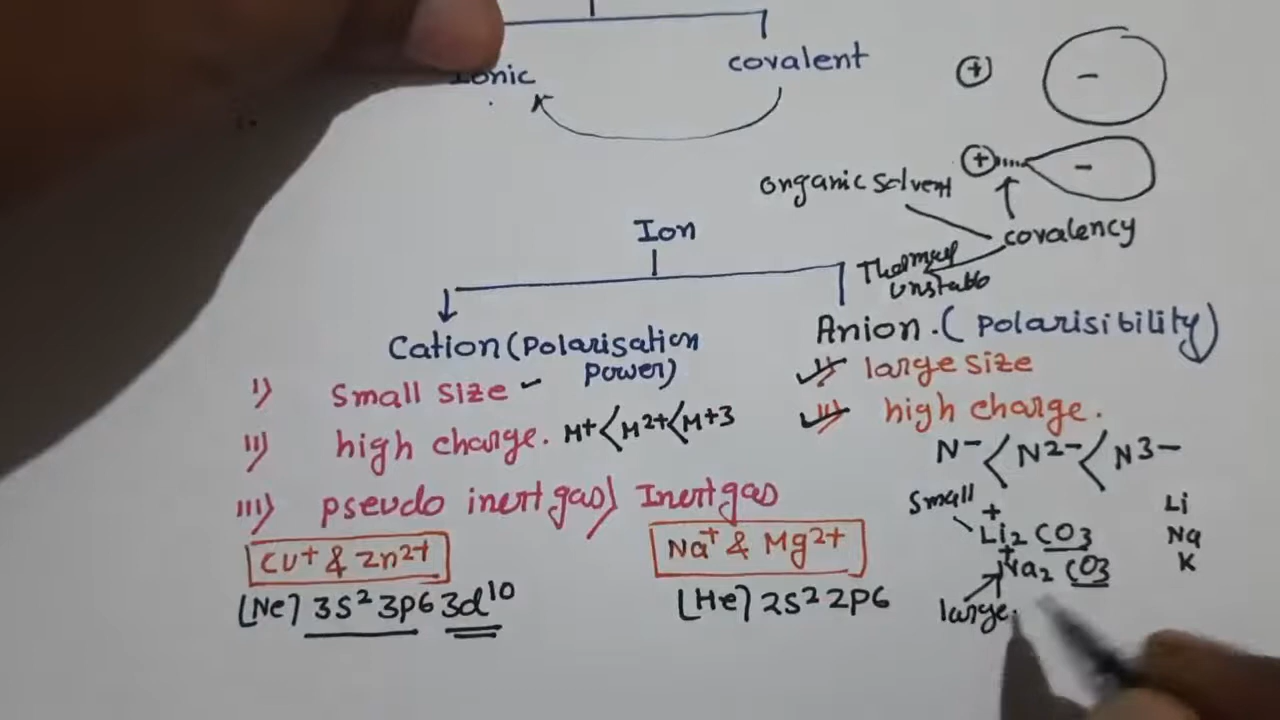 Ionic
covalent
+
-
+
-
organic solvent
covalency
Thermal
unstable
Ion
Cation (Polarisation
Power)
Anion. (Polarisibility)
i) Small Size
ii) high charge. M+ < M2+ < M+3
iii) pseudo inert gas > Inert gas
Cu+ & Zn2+
Na+ & Mg2+
[Ne] 3s2 3p6 3d10
[He] 2s2 2p6
i) large size
ii) high charge.
N- < N2- < N3-
Small
+
Li2 CO3
+
Na2 CO3
large.
Li
Na
K